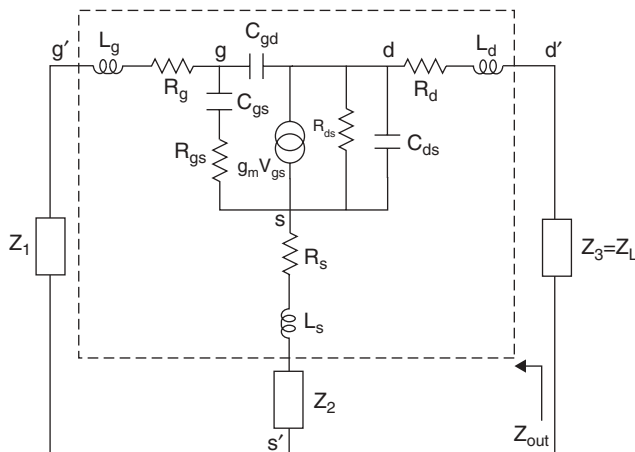 g′
L_g
R_g
g
C_gd
d
L_d
d′
R_d
C_gs
R_gs
g_mV_gs
R_ds
C_ds
s
R_s
L_s
Z_1
Z_2
s′
Z_3=Z_L
Z_out